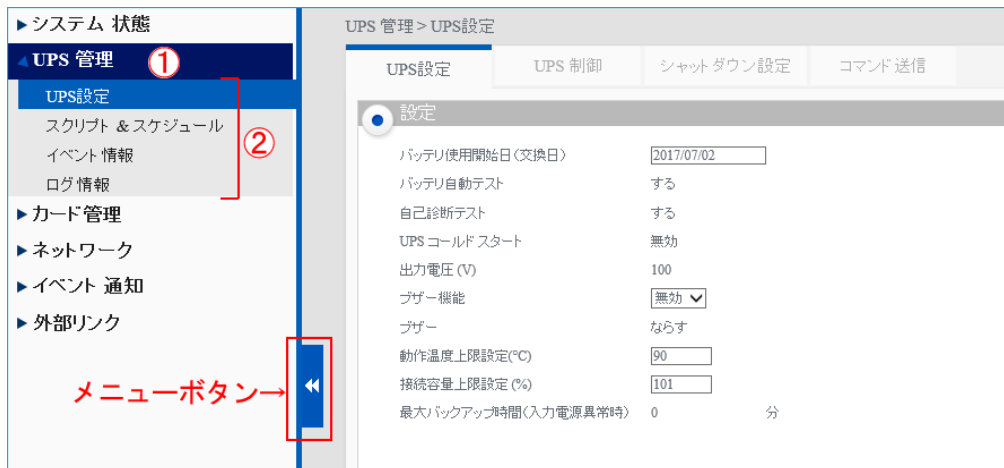 ▶システム 状態
UPS 管理 ①
UPS設定
スクリプト & スケジュール
イベント情報
ログ情報
②
▶カード管理
▶ネットワーク
▶イベント 通知
▶外部リンク
メニューボタン→
UPS 管理 > UPS設定
UPS設定 UPS 制御 シャットダウン設定 コマンド送信
設定
バッテリ使用開始日(交換日) 2017/07/02
バッテリ自動テスト する
自己診断テスト する
UPS コールド スタート 無効
出力電圧 (V) 100
ブザー機能 無効
ブザー ならす
動作温度上限設定(℃) 90
接続容量上限設定 (%) 101
最大バックアップ時間(入力電源異常時) 0 分